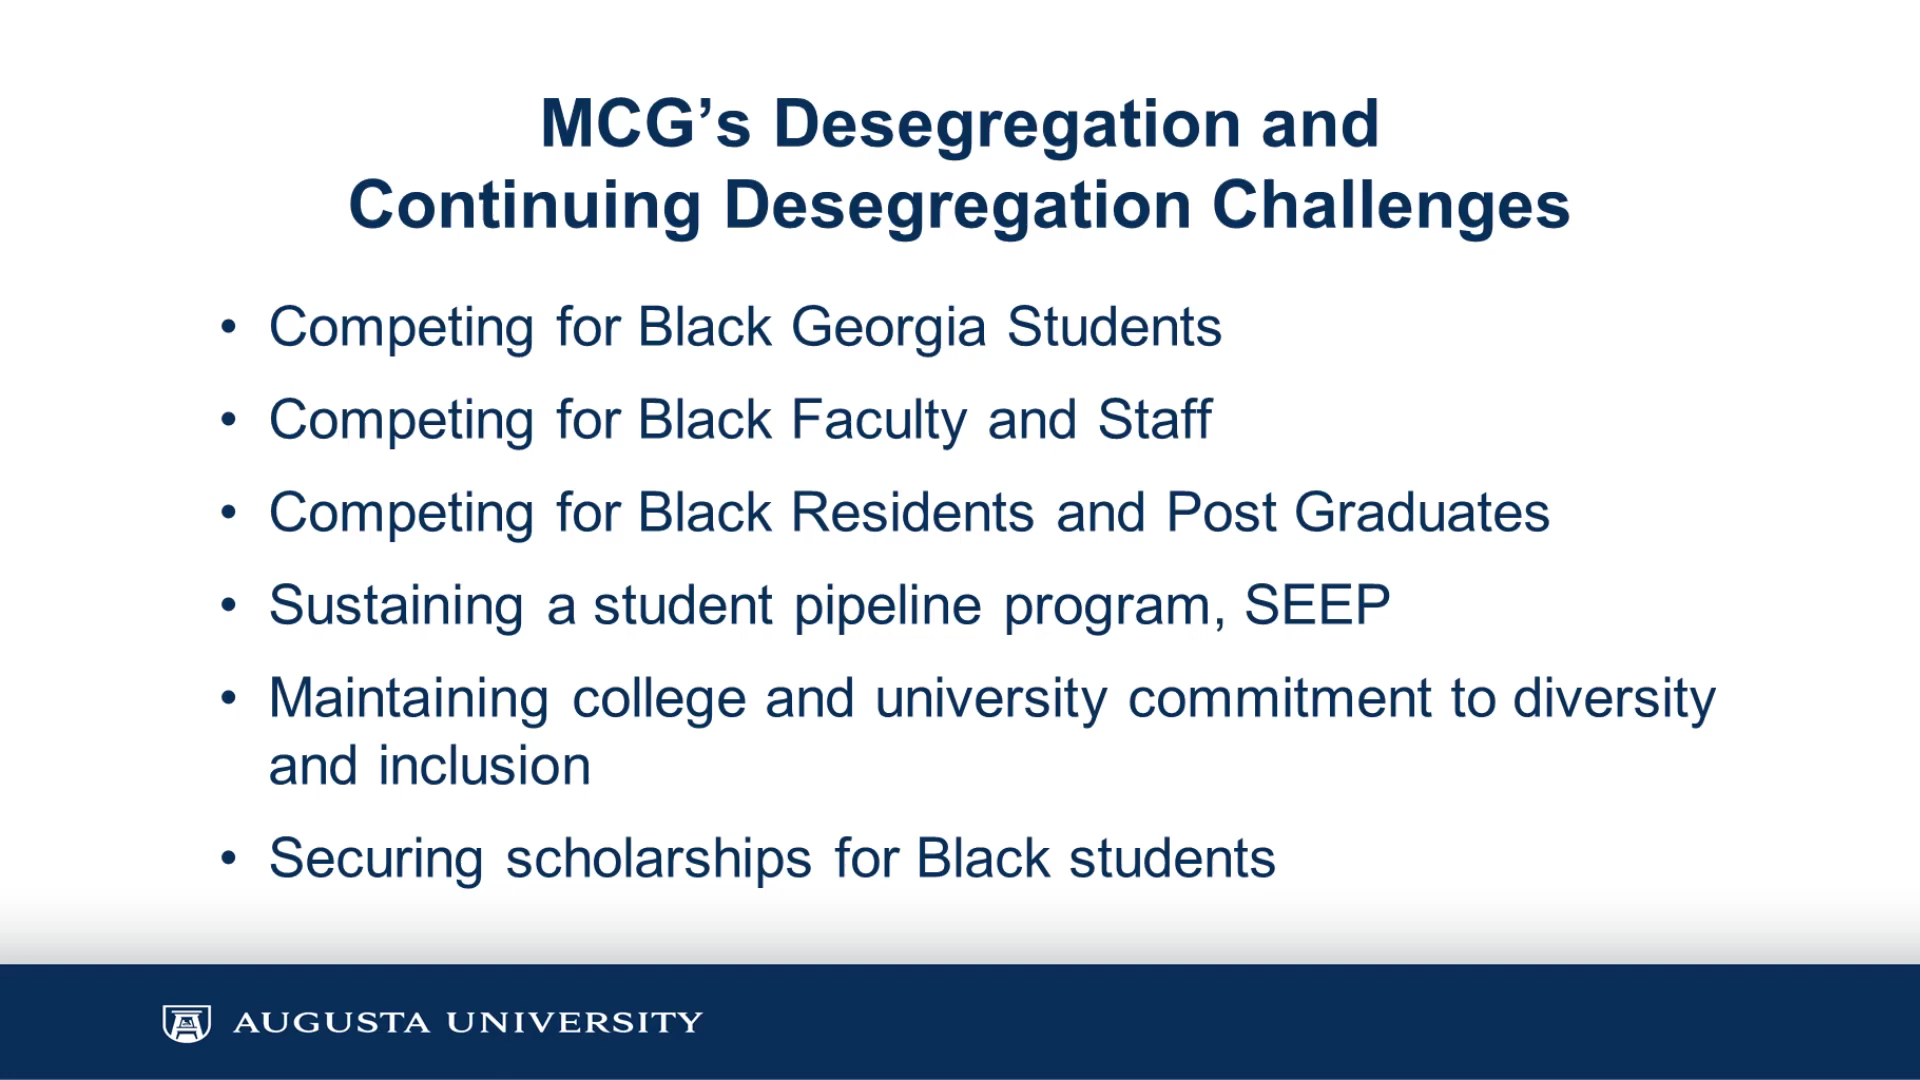 MCG’s Desegregation and
Continuing Desegregation Challenges
• Competing for Black Georgia Students
• Competing for Black Faculty and Staff
• Competing for Black Residents and Post Graduates
• Sustaining a student pipeline program, SEEP
• Maintaining college and university commitment to diversity
and inclusion
• Securing scholarships for Black students
AUGUSTA UNIVERSITY